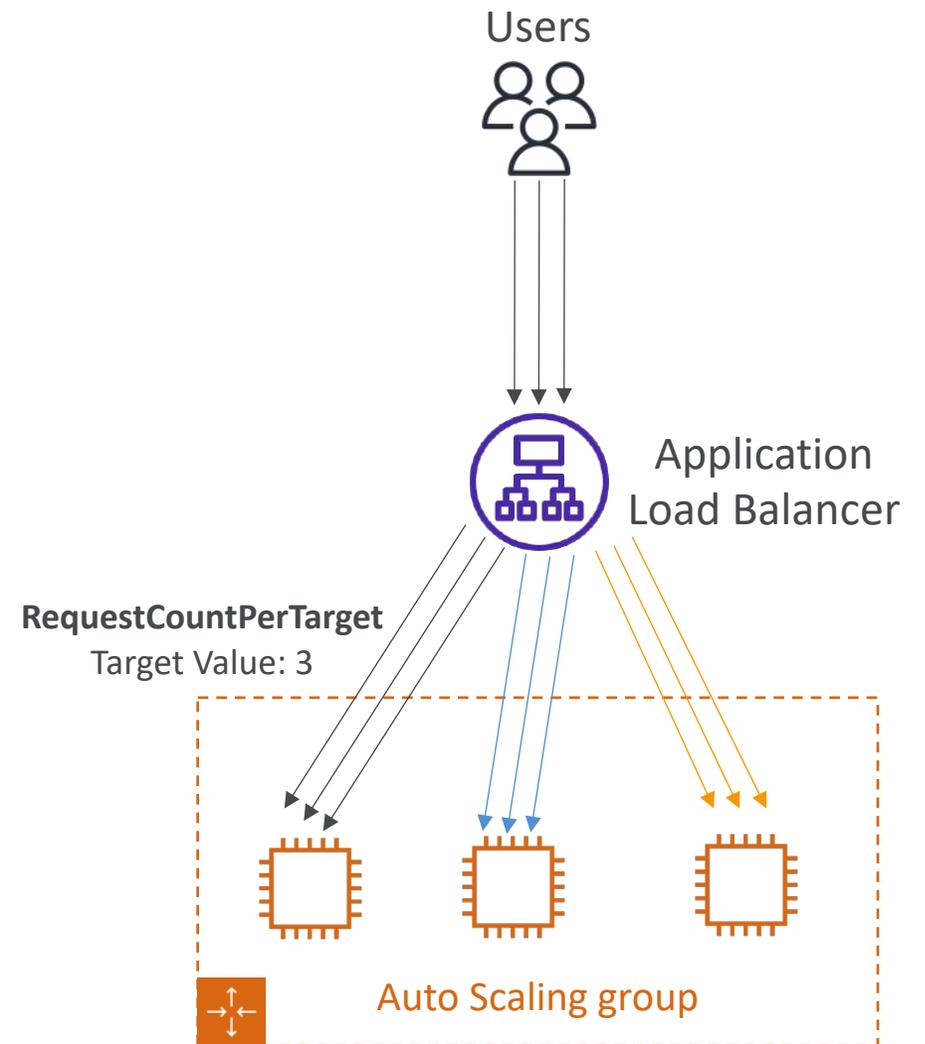 Users
Application
Load Balancer
RequestCountPerTarget
Target Value: 3
Auto Scaling group